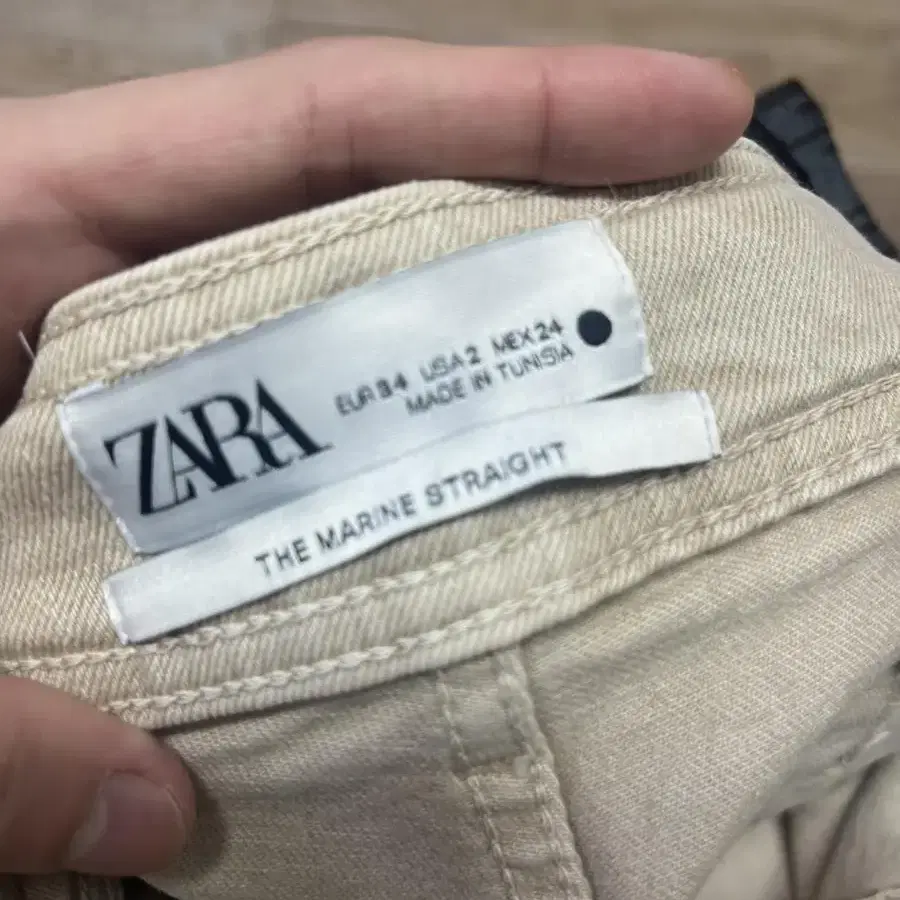 ZARA
EUR 34 USA 2 MEX 24
MADE IN TUNISIA
THE MARINE STRAIGHT